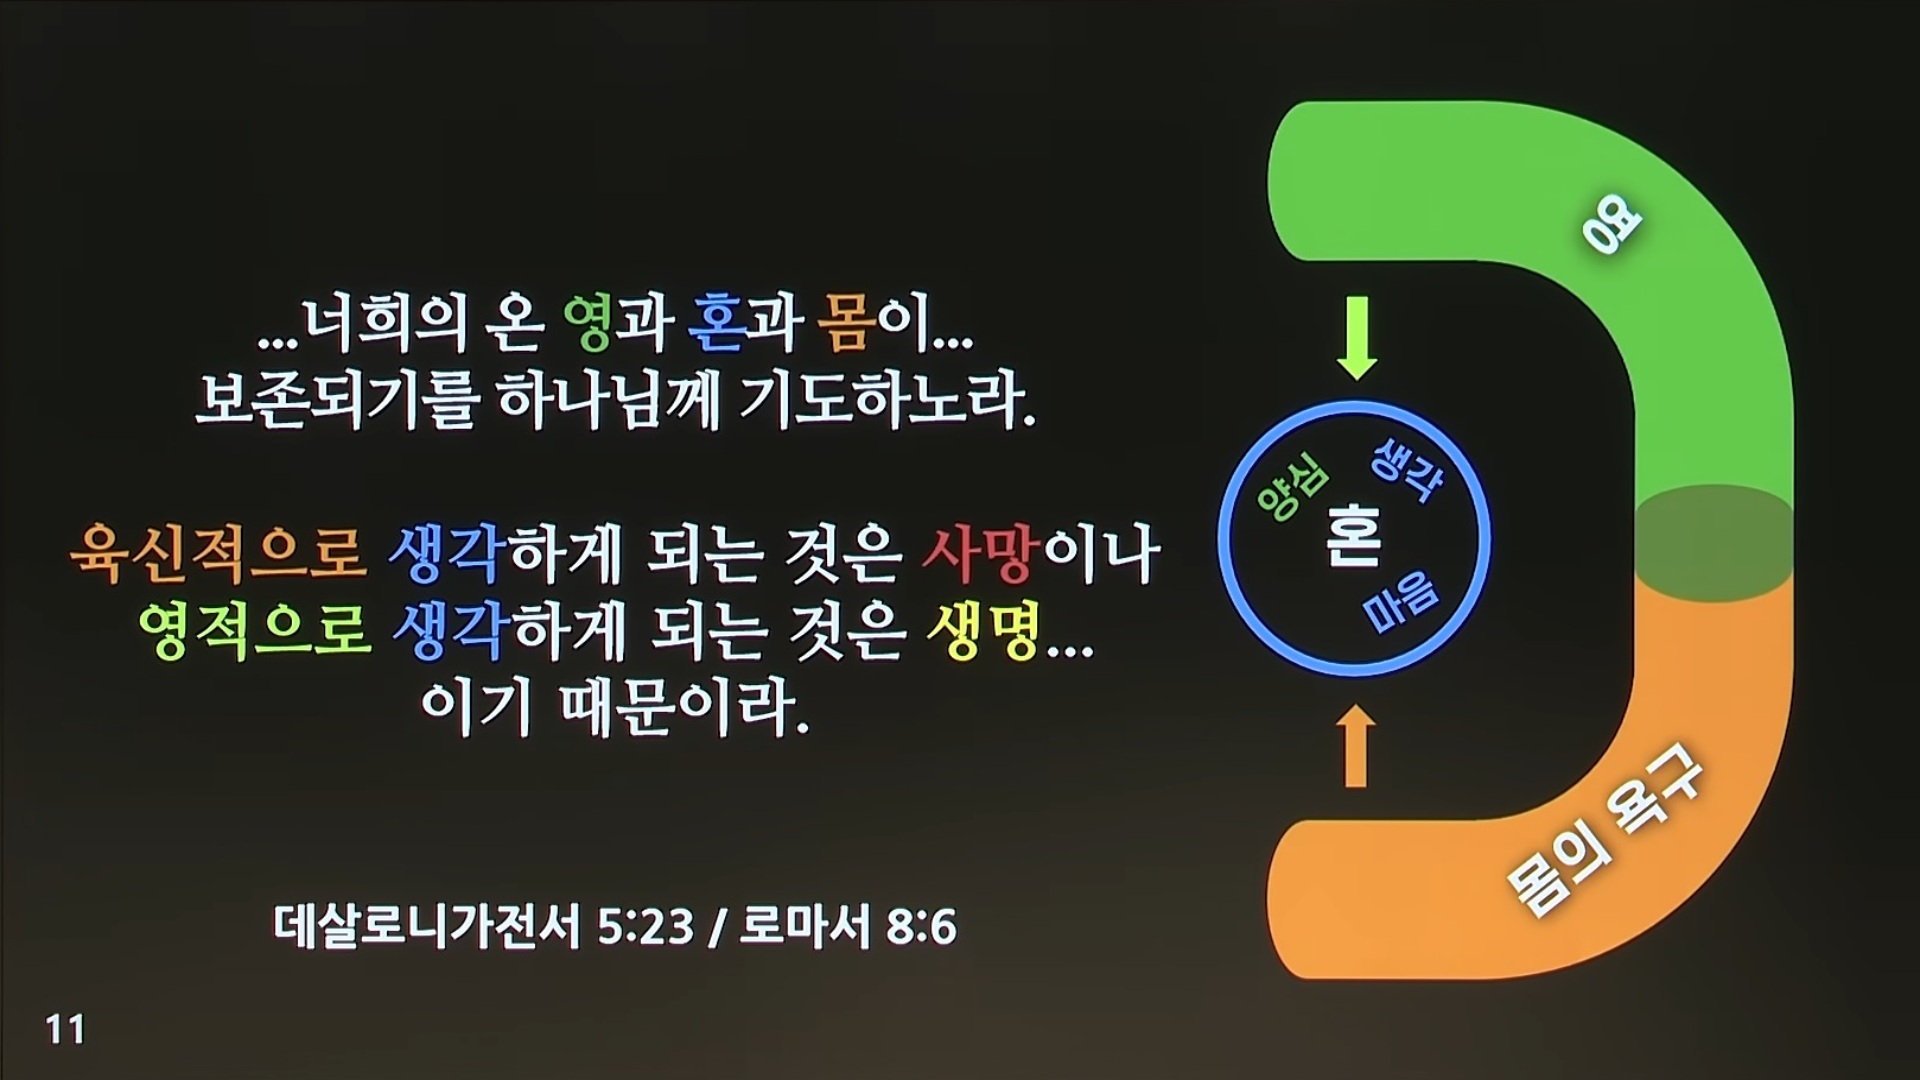 ...너희의 온 영과 혼과 몸이...
보존되기를 하나님께 기도하노라.
육신적으로 생각하게 되는 것은 사망이나
영적으로 생각하게 되는 것은 생명...
이기 때문이라.
데살로니가전서 5:23 / 로마서 8:6
11
영
양심
생각
혼
마음
몸의 욕구